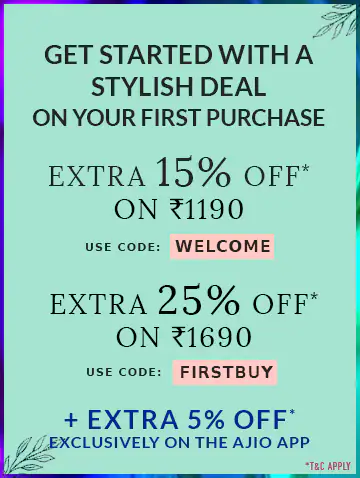 GET STARTED WITH A
STYLISH DEAL
ON YOUR FIRST PURCHASE
EXTRA 15% OFF*
ON ₹1190
USE CODE: WELCOME
EXTRA 25% OFF*
ON ₹1690
USE CODE: FIRSTBUY
+ EXTRA 5% OFF*
EXCLUSIVELY ON THE AJIO APP
*T&C APPLY